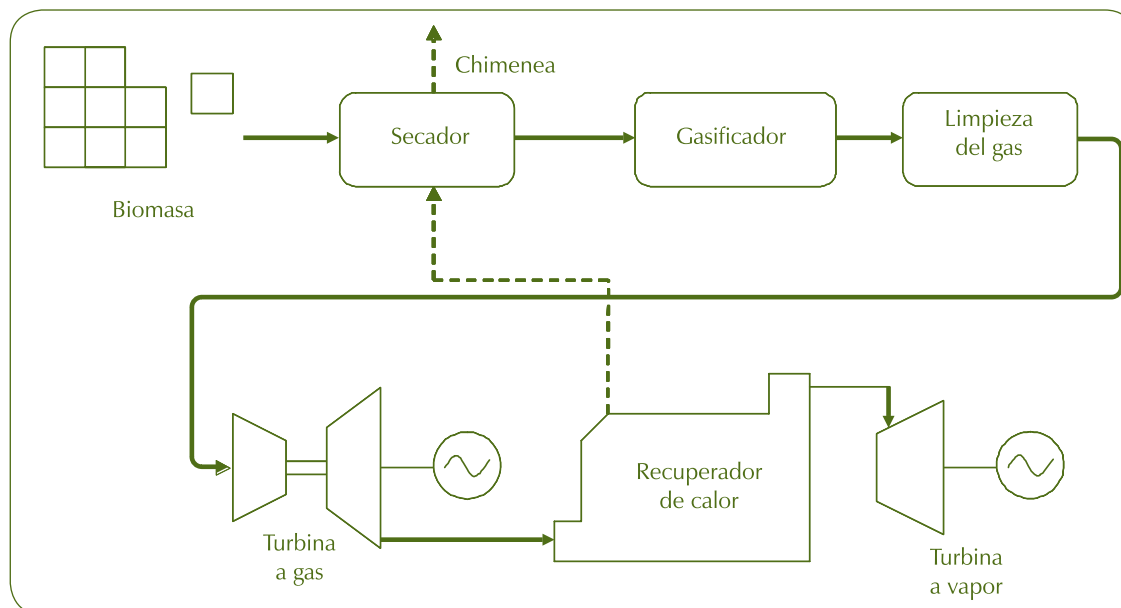 Chimenea
Secador
Gasificador
Limpieza
del gas
Biomasa
Recuperador
de calor
Turbina
a gas
Turbina
a vapor